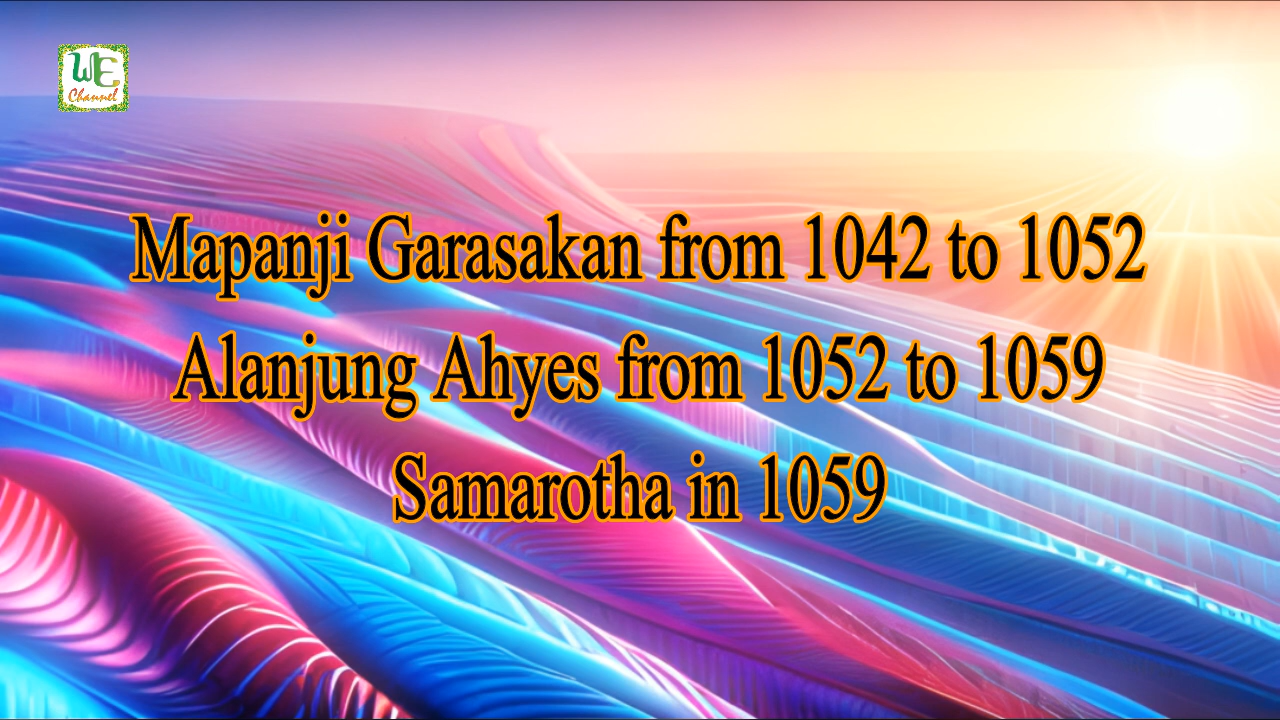 WE
Channel
Mapanji Garasakan from 1042 to 1052
Alanjung Ahyes from 1052 to 1059
Samarotha in 1059